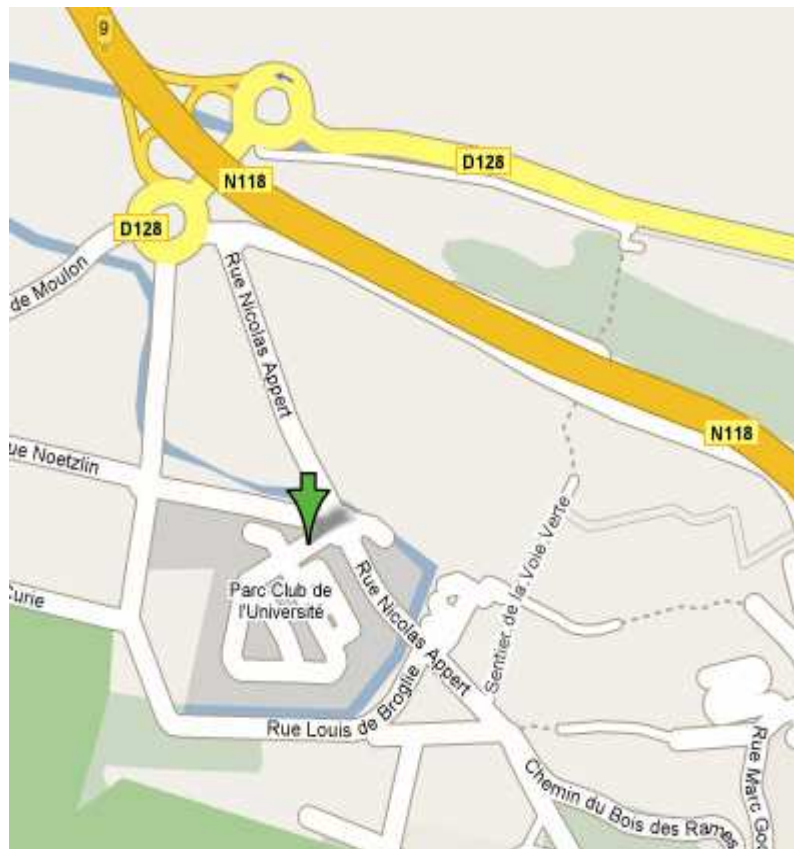 9
D128
N118
D128
de Moulon
Rue Nicolas Appert
N118
ue Noetzlin
Sentier de la Voie Verte
Parc Club de
l'Université
Rue Nicolas Appert
Curie
Rue Louis de Broglie
Chemin du Bois des Rames
Rue Marc Goo